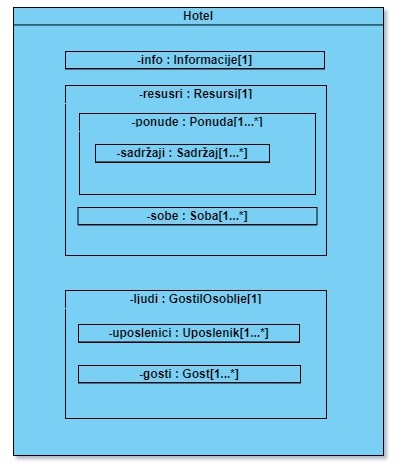 Hotel
-info : Informacije[1]
-resusri : Resursi[1]
-ponude : Ponuda[1...*]
-sadržaji : Sadržaj[1...*]
-sobe : Soba[1...*]
-ljudi : GostiIOsoblje[1]
-uposlenici : Uposlenik[1...*]
-gosti : Gost[1...*]